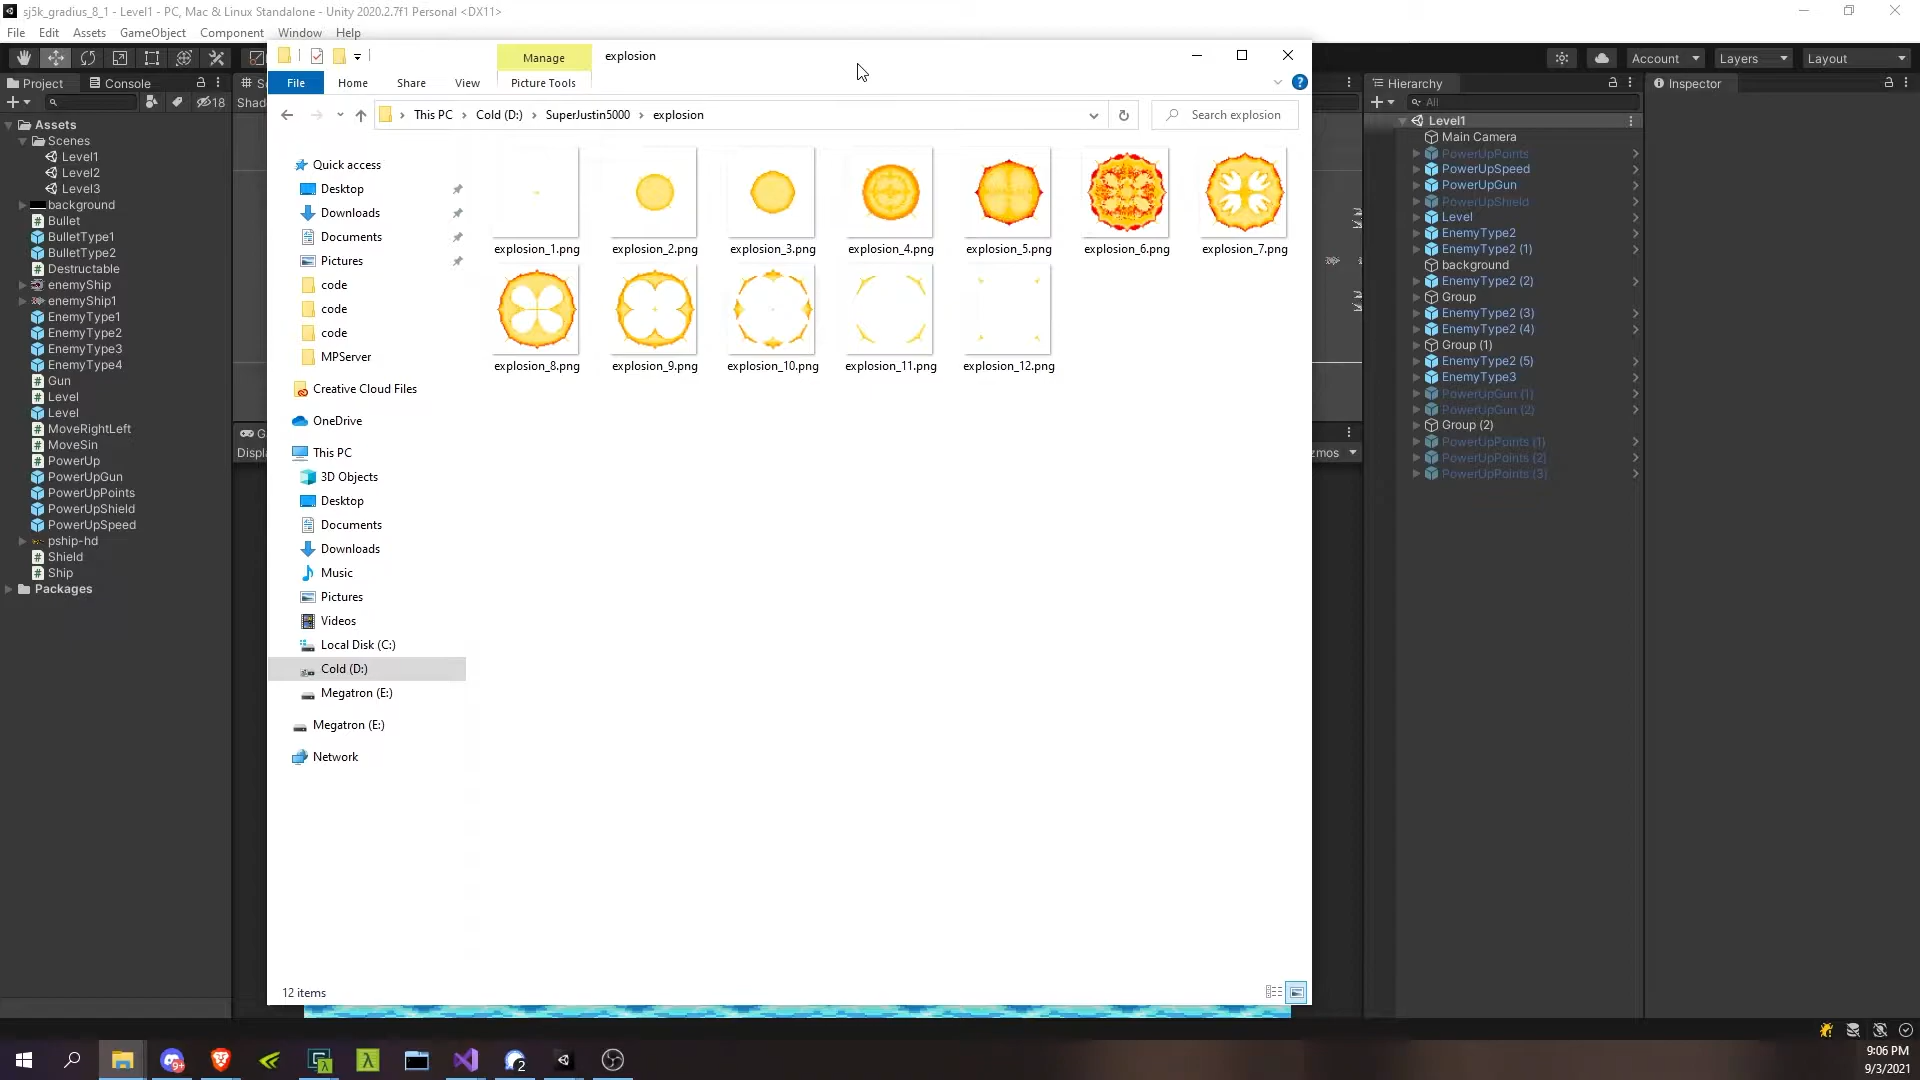 sj5k_gradius_8_1 - Level1 - PC, Mac & Linux Standalone - Unity 2020.2.7f1 Personal <DX11>
File Edit Assets GameObject Component Window Help
Manage
explosion
Account
Layers
Layout
Project
Console
File
Home
Share
View
Picture Tools
Hierarchy
Inspector
18
Shad
All
This PC
Cold (D:)
SuperJustin5000
explosion
Search explosion
Assets
Scenes
Level1
Level2
Level3
background
Bullet
BulletType1
BulletType2
Destructable
enemyShip
enemyShip1
EnemyType1
EnemyType2
EnemyType3
EnemyType4
Gun
Level
Level
MoveRightLeft
MoveSin
PowerUp
PowerUpGun
PowerUpPoints
PowerUpShield
PowerUpSpeed
pship-hd
Shield
Ship
Packages
G
Displa
Quick access
Desktop
Downloads
Documents
Pictures
code
code
code
MPServer
Creative Cloud Files
OneDrive
This PC
3D Objects
Desktop
Documents
Downloads
Music
Pictures
Videos
Local Disk (C:)
Cold (D:)
Megatron (E:)
Megatron (E:)
Network
explosion_1.png
explosion_2.png
explosion_3.png
explosion_4.png
explosion_5.png
explosion_6.png
explosion_7.png
explosion_8.png
explosion_9.png
explosion_10.png
explosion_11.png
explosion_12.png
12 items
zmos
Level1
Main Camera
PowerUpPoints
PowerUpSpeed
PowerUpGun
PowerUpShield
Level
EnemyType2
EnemyType2 (1)
background
EnemyType2 (2)
Group
EnemyType2 (3)
EnemyType2 (4)
Group (1)
EnemyType2 (5)
EnemyType3
PowerUpGun (1)
PowerUpGun (2)
Group (2)
PowerUpPoints (1)
PowerUpPoints (2)
PowerUpPoints (3)
9+
2
9:06 PM
9/3/2021